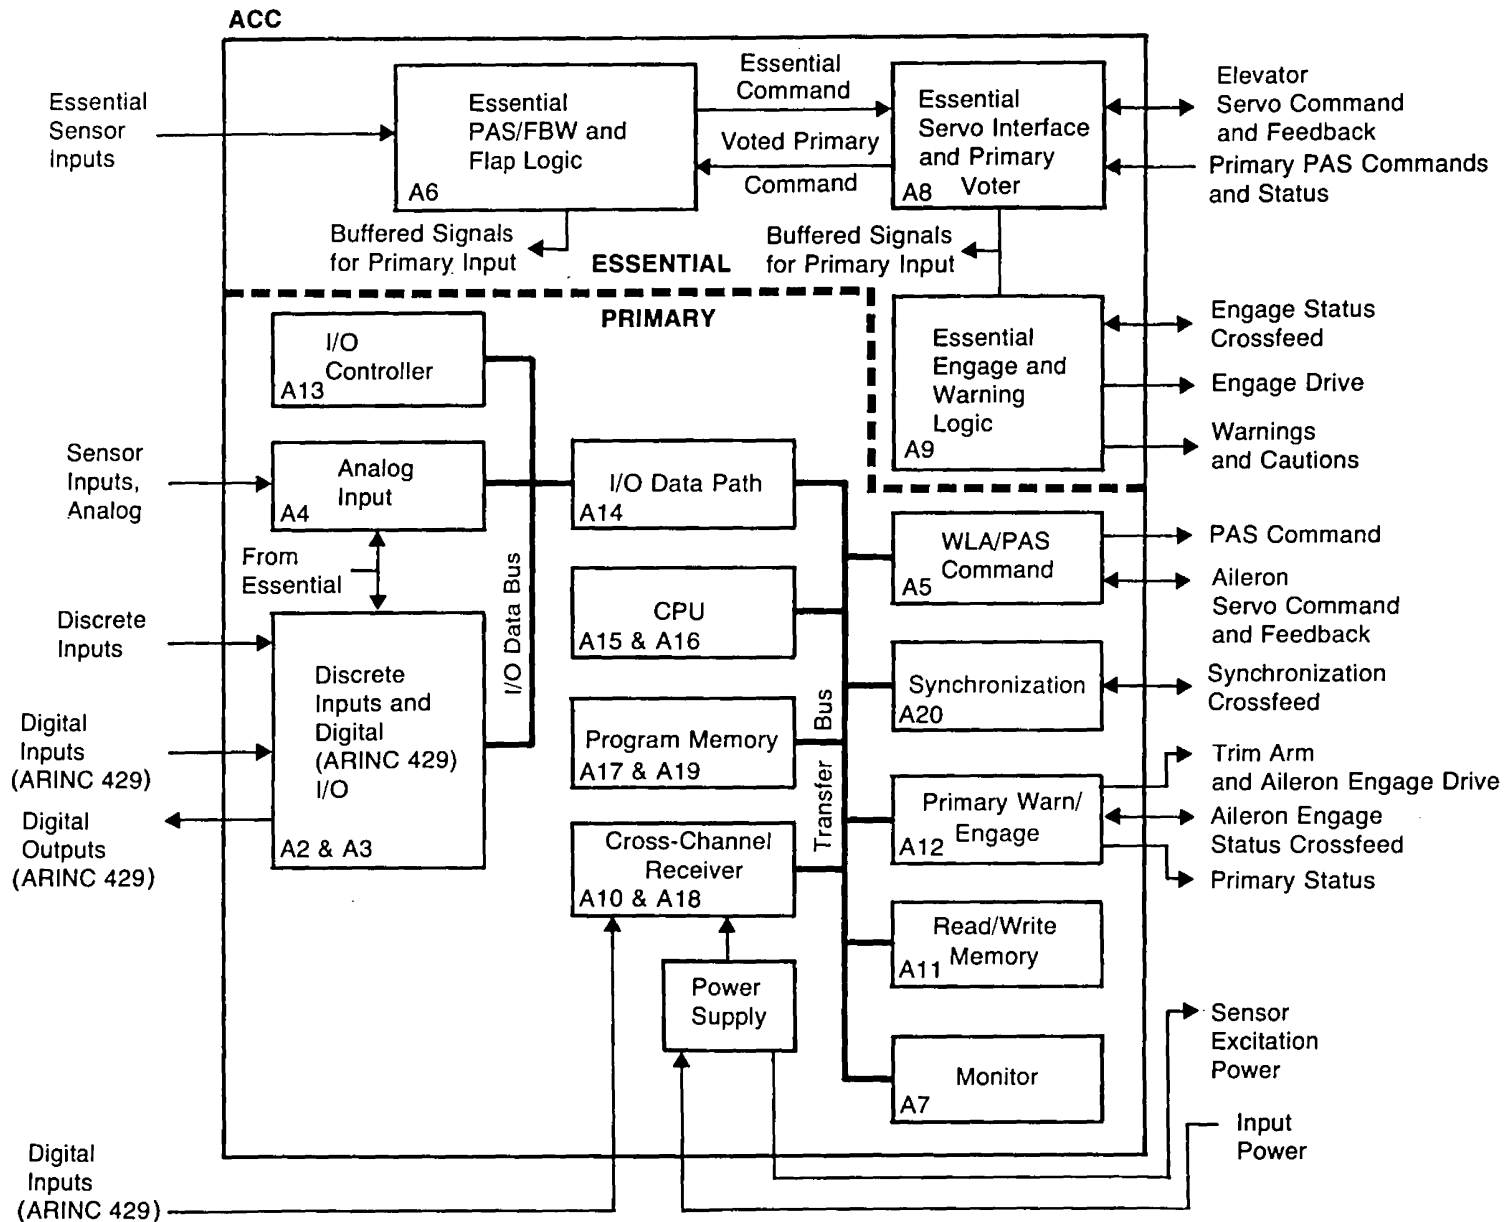 ACC
Essential
Sensor
Inputs
Essential
PAS/FBW and
Flap Logic
A6
Essential
Command
Voted Primary
Command
Essential
Servo Interface
and Primary
Voter
A8
Elevator
Servo Command
and Feedback
Primary PAS Commands
and Status
Buffered Signals
for Primary Input
ESSENTIAL
Buffered Signals
for Primary Input
PRIMARY
Essential
Engage and
Warning
Logic
A9
Engage Status
Crossfeed
Engage Drive
Warnings
and Cautions
I/O
Controller
A13
Sensor
Inputs,
Analog
Analog
Input
A4
From
Essential
I/O Data Bus
I/O Data Path
A14
Discrete
Inputs
Digital
Inputs
(ARINC 429)
Digital
Outputs
(ARINC 429)
Discrete
Inputs and
Digital
(ARINC 429)
I/O
A2 & A3
CPU
A15 & A16
Program Memory
A17 & A19
Cross-Channel
Receiver
A10 & A18
Transfer Bus
Power
Supply
WLA/PAS
Command
A5
PAS Command
Aileron
Servo Command
and Feedback
Synchronization
A20
Synchronization
Crossfeed
Primary Warn/
Engage
A12
Trim Arm
and Aileron Engage Drive
Aileron Engage
Status Crossfeed
Primary Status
Read/Write
Memory
A11
Monitor
A7
Sensor
Excitation
Power
Input
Power
Digital
Inputs
(ARINC 429)